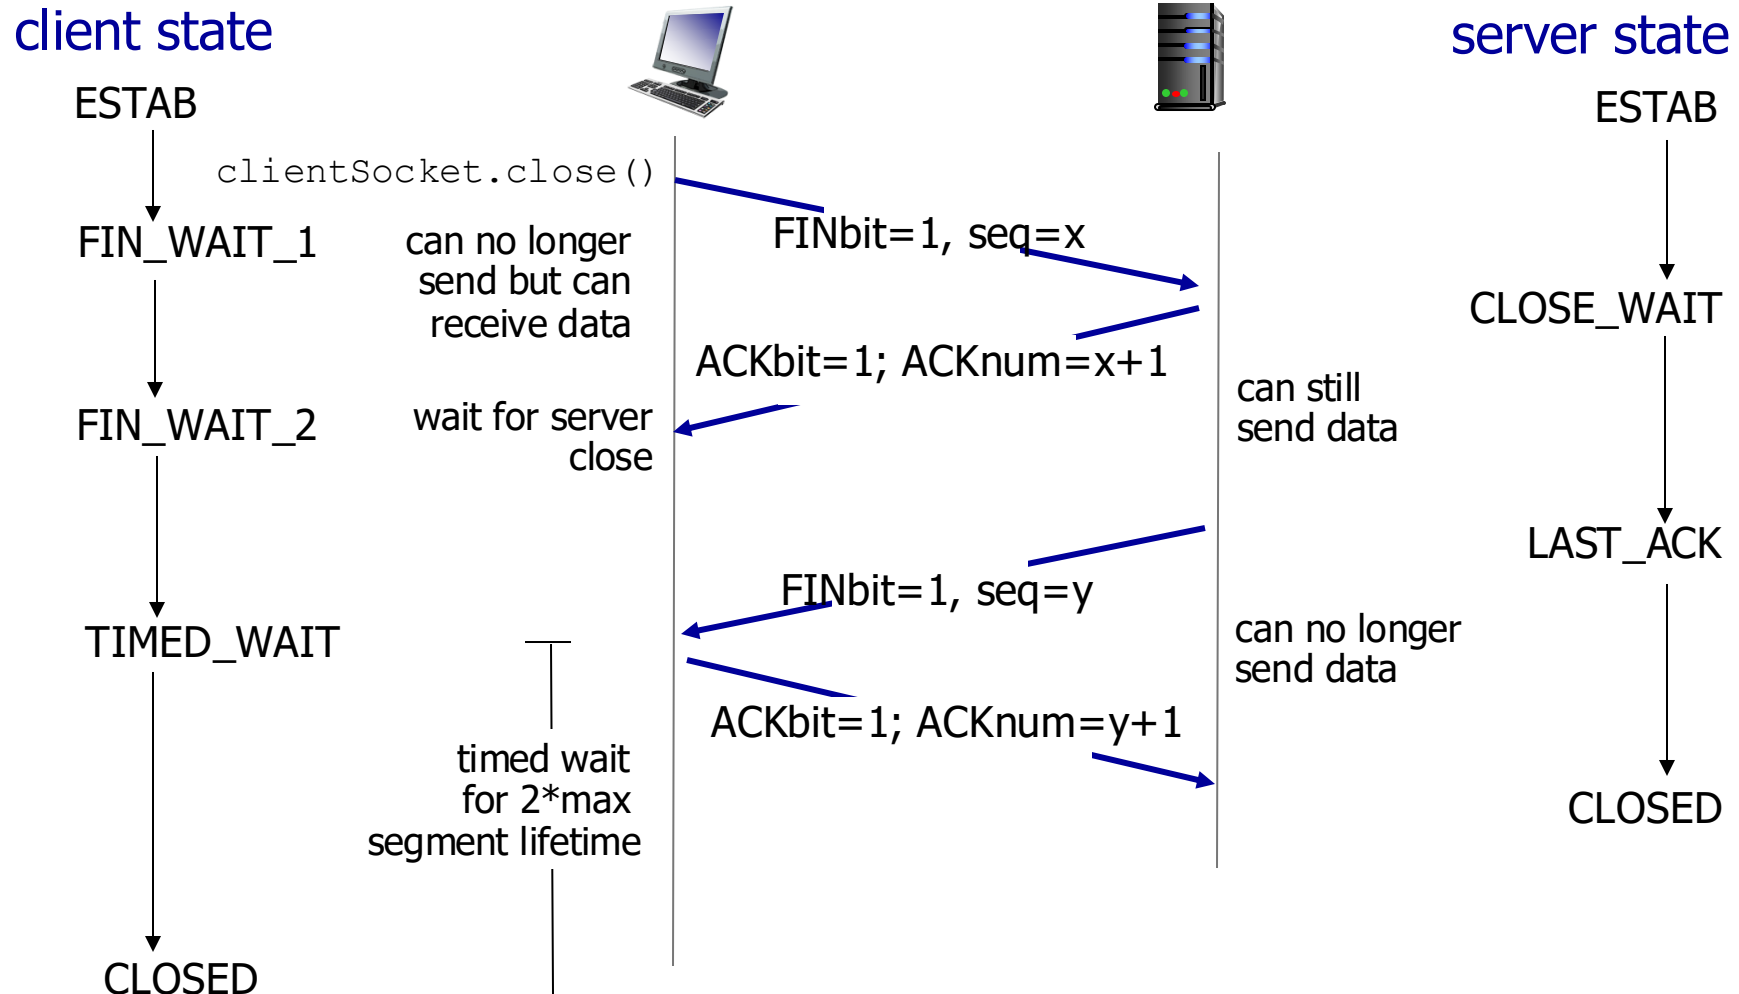 client state
server state
ESTAB
ESTAB
clientSocket.close()
FIN_WAIT_1
can no longer
send but can
receive data
FINbit=1, seq=x
CLOSE_WAIT
ACKbit=1; ACKnum=x+1
can still
send data
FIN_WAIT_2
wait for server
close
LAST_ACK
FINbit=1, seq=y
TIMED_WAIT
can no longer
send data
ACKbit=1; ACKnum=y+1
timed wait
for 2*max
segment lifetime
CLOSED
CLOSED